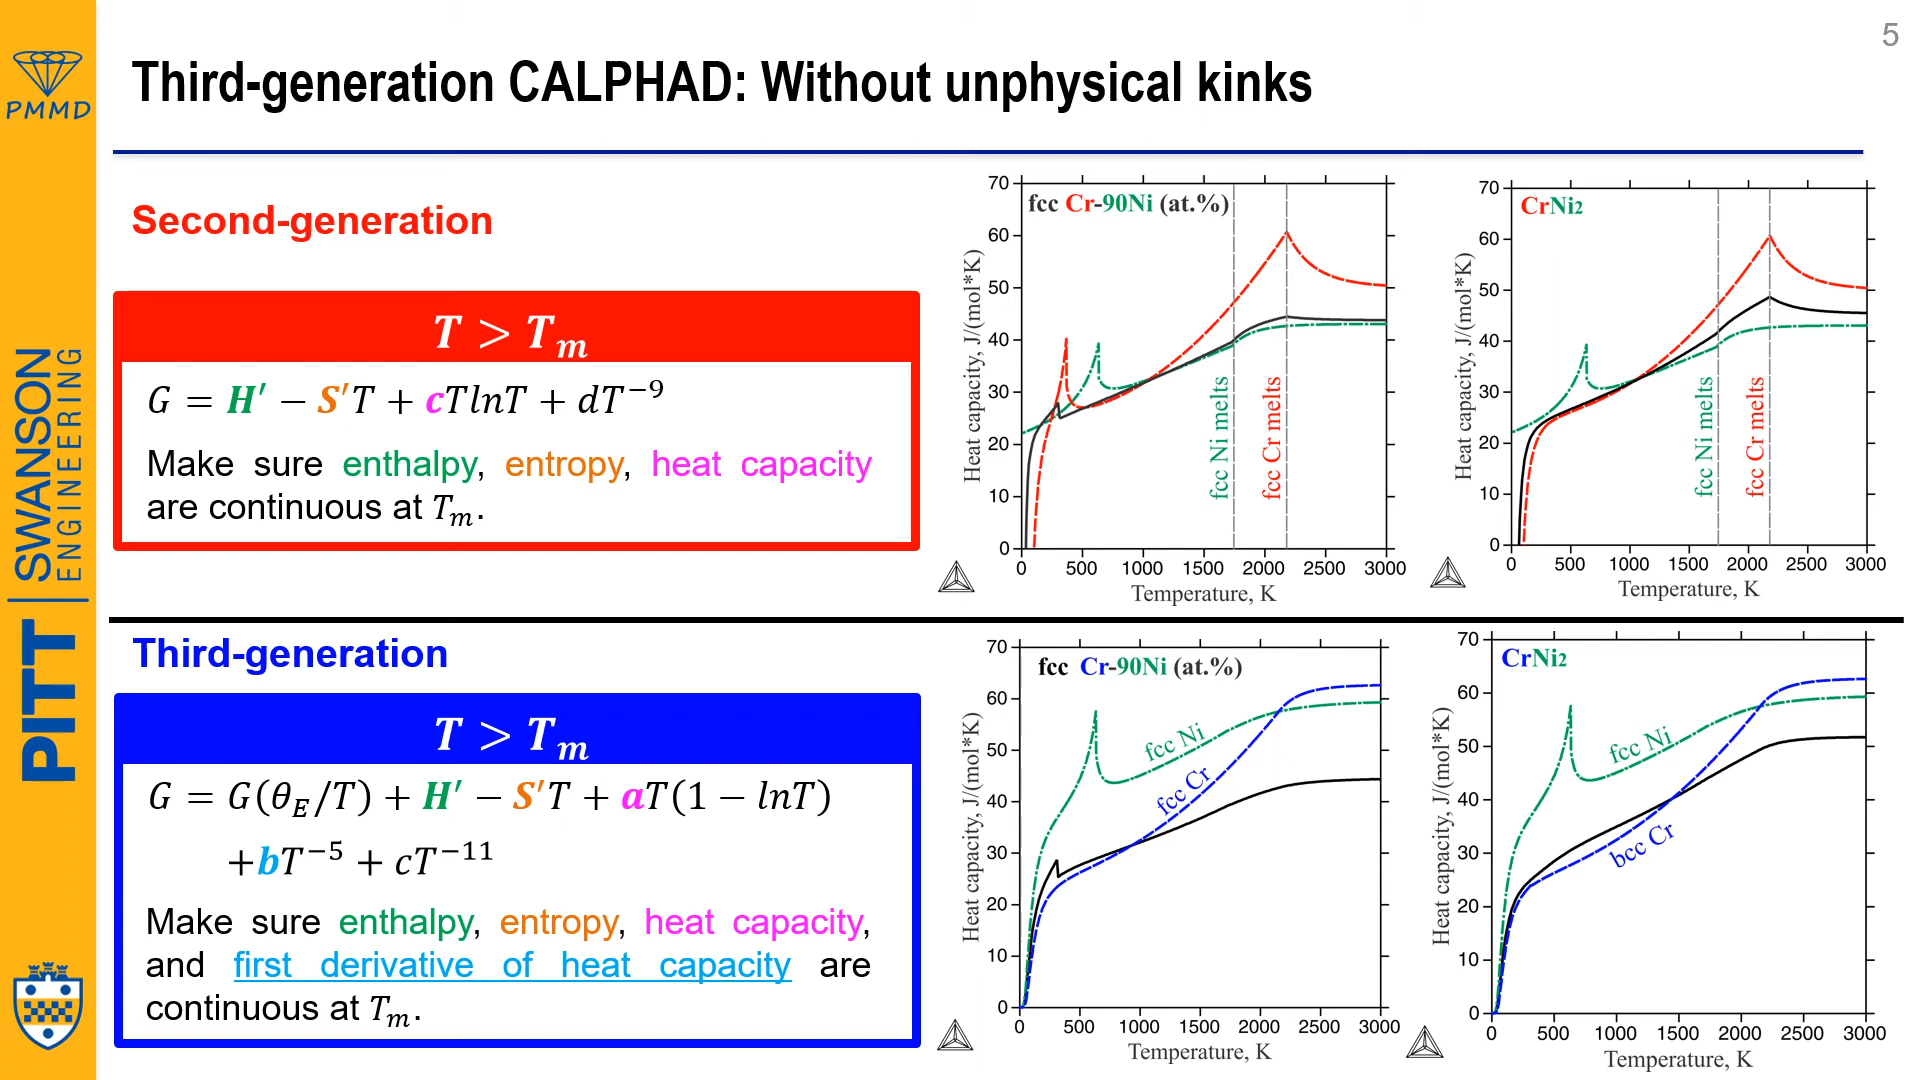 5
PMMD
SWANSON
ENGINEERING
PITT
Third-generation CALPHAD: Without unphysical kinks
Second-generation
T > Tₘ
G = H′ − S′T + cTlnT + dT⁻⁹
Make sure enthalpy, entropy, heat capacity
are continuous at Tₘ.
fcc Cr-90Ni (at.%)
70
60
50
40
30
20
10
0
Heat capacity, J/(mol*K)
fcc Ni melts
fcc Cr melts
0 500 1000 1500 2000 2500 3000
Temperature, K
CrNi2
70
60
50
40
30
20
10
0
Heat capacity, J/(mol*K)
fcc Ni melts
fcc Cr melts
0 500 1000 1500 2000 2500 3000
Temperature, K
Third-generation
T > Tₘ
G = G(θ_E/T) + H′ − S′T + aT(1 − lnT)
+bT⁻⁵ + cT⁻¹¹
Make sure enthalpy, entropy, heat capacity,
and first derivative of heat capacity are
continuous at Tₘ.
fcc Cr-90Ni (at.%)
70
60
50
40
30
20
10
0
Heat capacity, J/(mol*K)
fcc Ni
fcc Cr
0 500 1000 1500 2000 2500 3000
Temperature, K
CrNi2
70
60
50
40
30
20
10
0
Heat capacity, J/(mol*K)
fcc Ni
bcc Cr
0 500 1000 1500 2000 2500 3000
Temperature, K